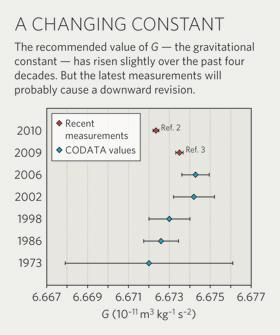 A CHANGING CONSTANT
The recommended value of G — the gravitational
constant — has risen slightly over the past four
decades. But the latest measurements will
probably cause a downward revision.
2010
2009
2006
2002
1998
1986
1973
Recent
measurements
CODATA values
Ref. 2
Ref. 3
6.667 6.669 6.671 6.673 6.675 6.677
G (10⁻¹¹ m³ kg⁻¹ s⁻²)